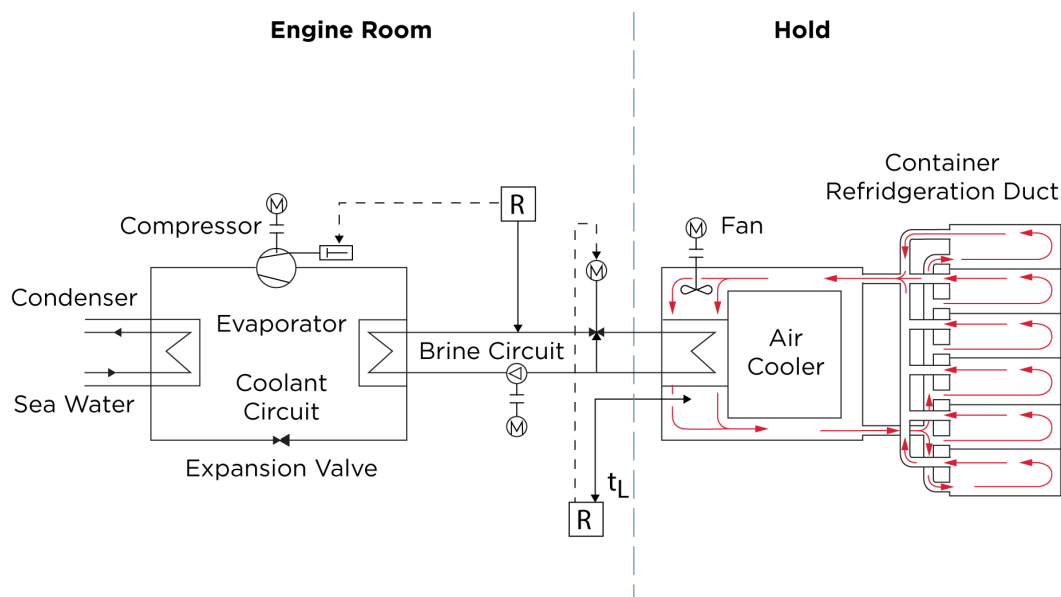 Engine Room
Hold
Container
Refridgeration Duct
R
M
Compressor
M
Fan
M
Condenser
Evaporator
Brine Circuit
Air
Cooler
Sea Water
Coolant
Circuit
M
Expansion Valve
tL
R